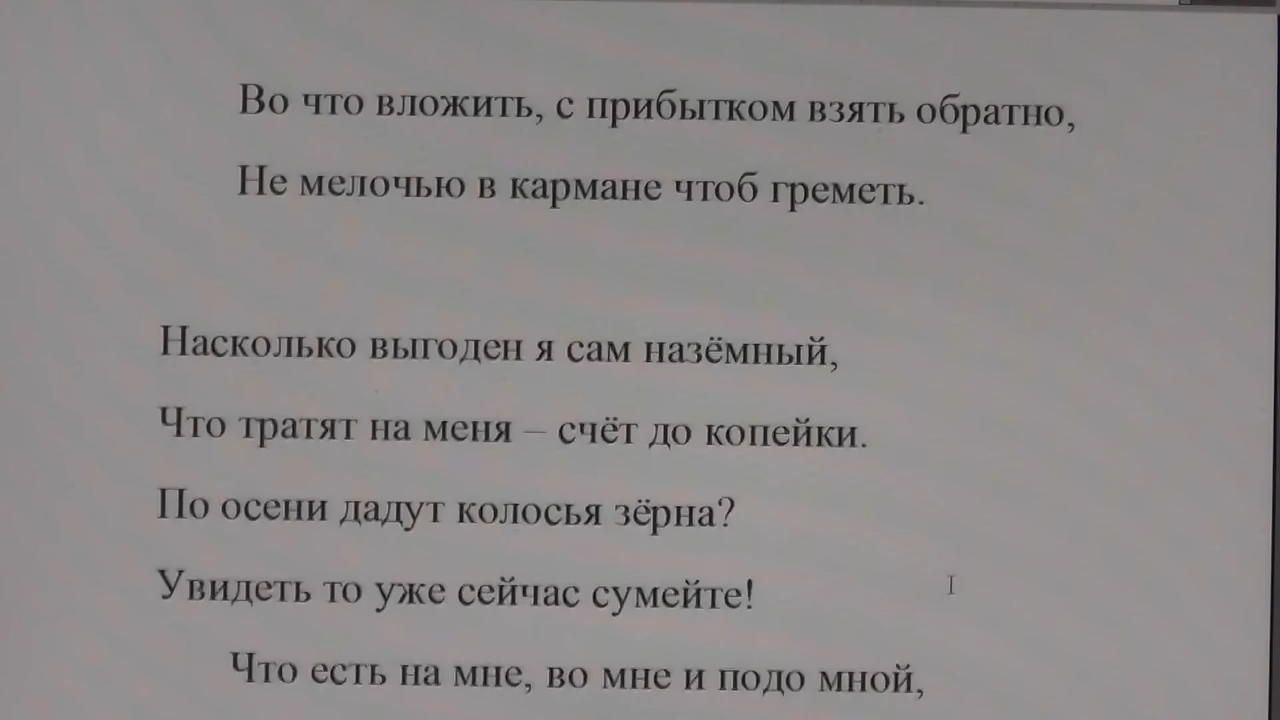 Во что вложить, с прибытком взять обратно,
Не мелочью в кармане чтоб греметь.
Насколько выгоден я сам назёмный,
Что тратят на меня – счёт до копейки.
По осени дадут колосья зёрна?
Увидеть то уже сейчас сумейте!
Что есть на мне, во мне и подо мной,